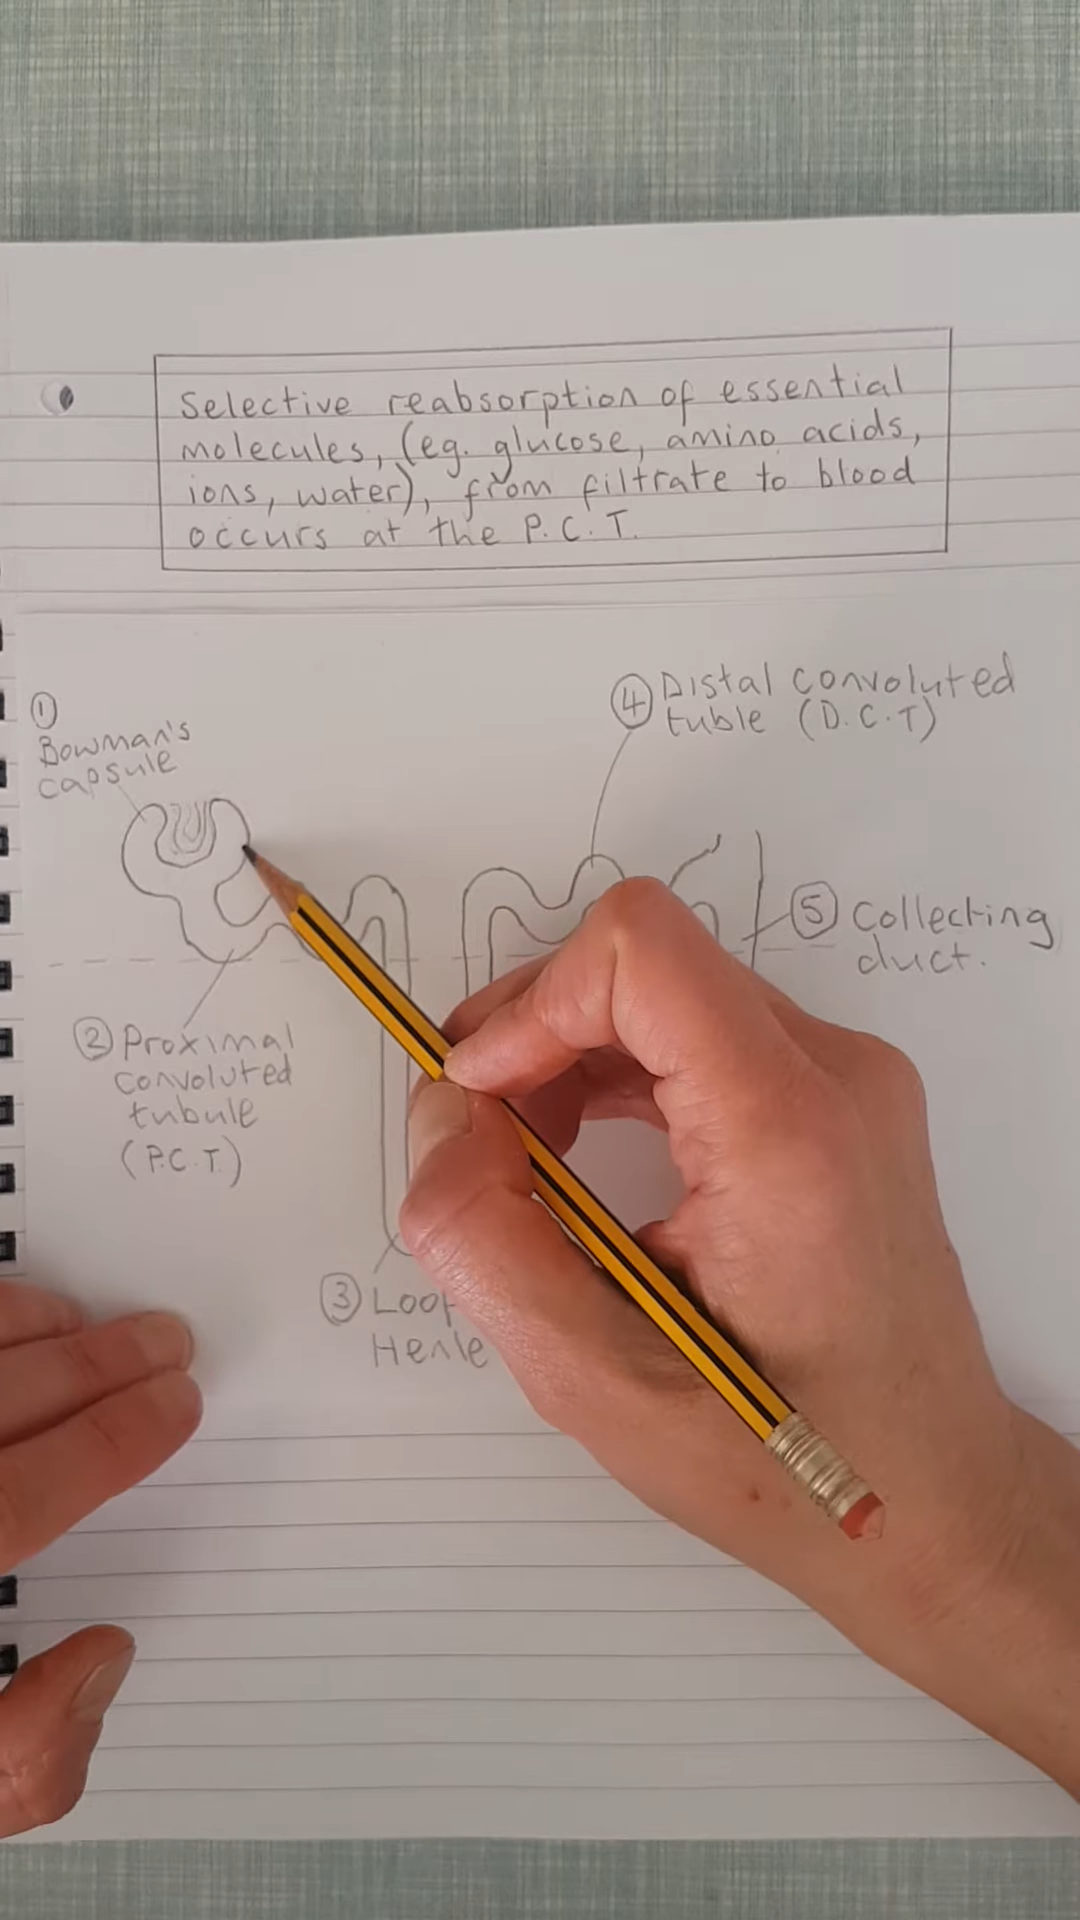 Selective reabsorption of essential
molecules, (eg. glucose, amino acids,
ions, water), from filtrate to blood
occurs at the P.C.T.
①
Bowman's
capsule
④ Distal convoluted
tuble (D.C.T)
⑤ Collecting
duct.
② Proximal
convoluted
tubule
(P.C.T.)
③ Loop
Henle